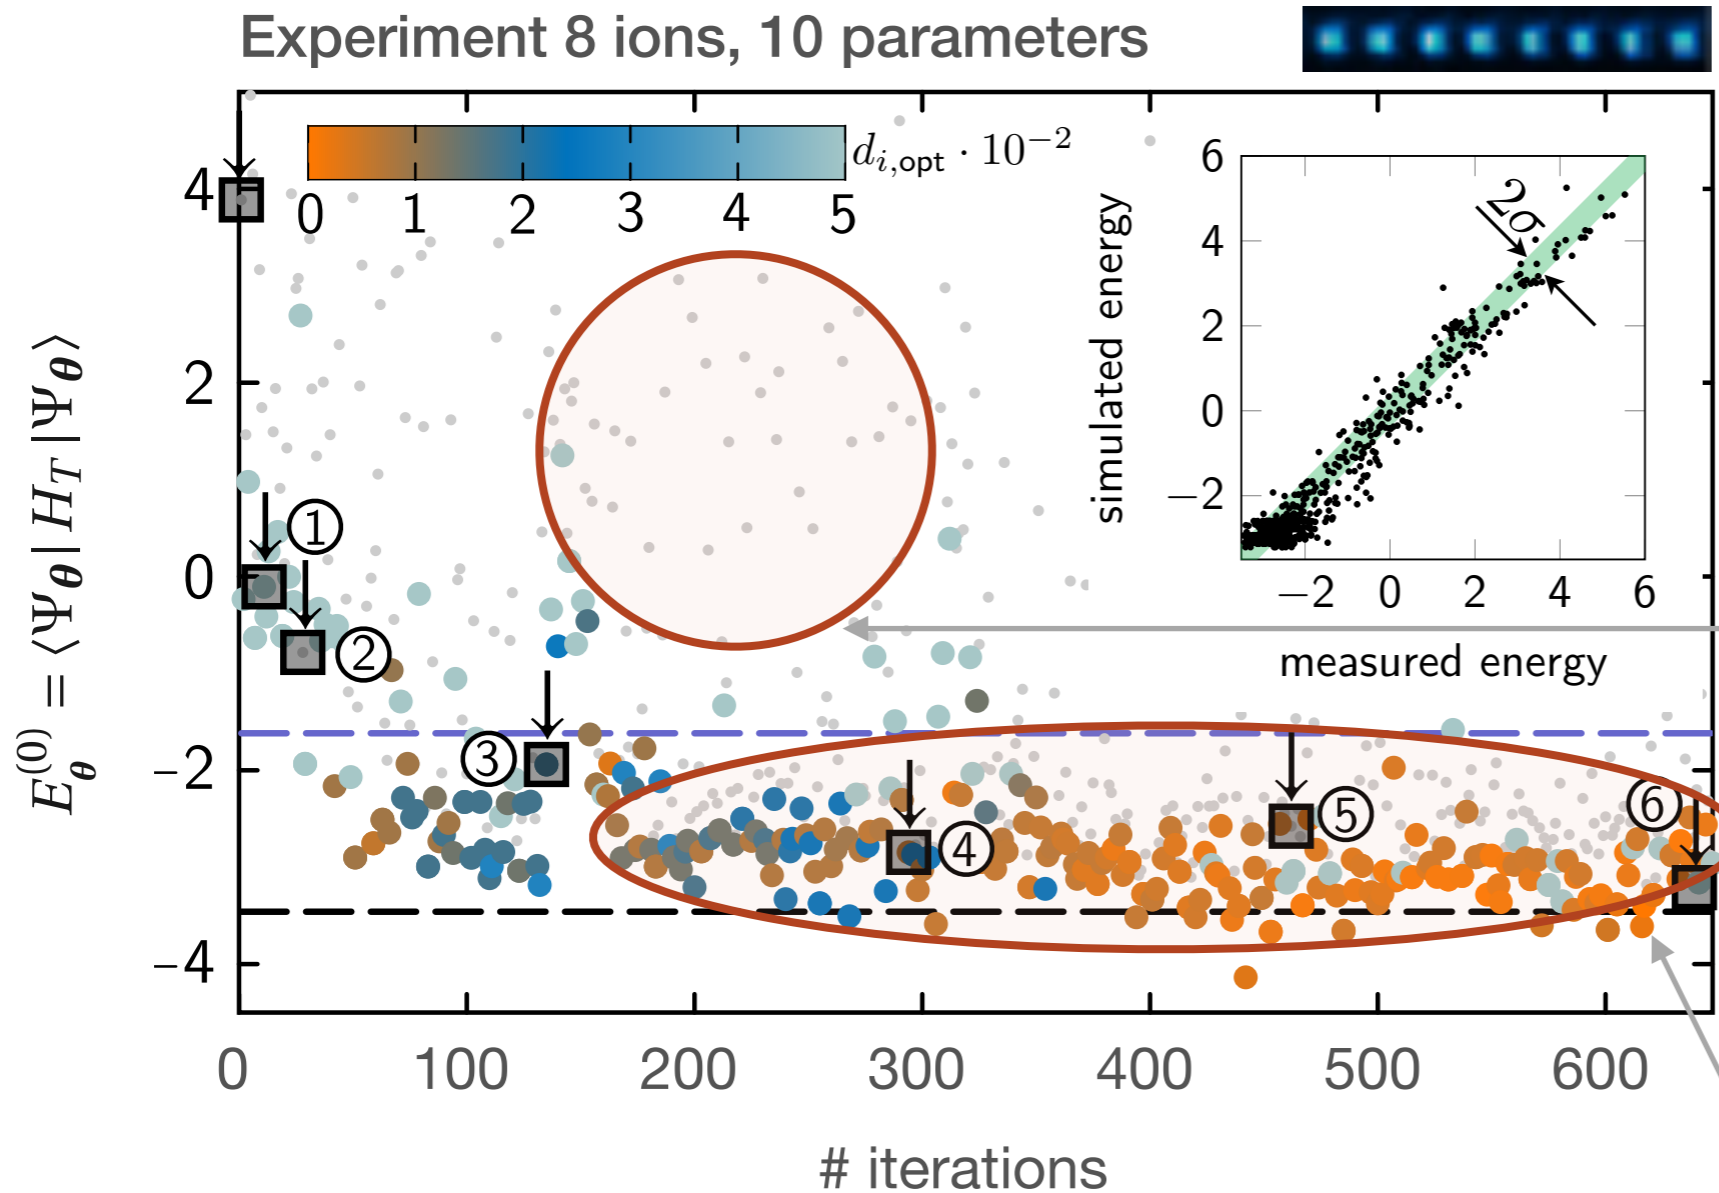 Experiment 8 ions, 10 parameters
d_{i,opt} · 10^{−2}
0 1 2 3 4 5
4
2
0
−2
−4
E_θ^{(0)} = ⟨Ψ_θ| H_T |Ψ_θ⟩
1
2
3
4
5
6
simulated energy
6
4
2
0
−2
2σ
−2 0 2 4 6
measured energy
0 100 200 300 400 500 600
# iterations